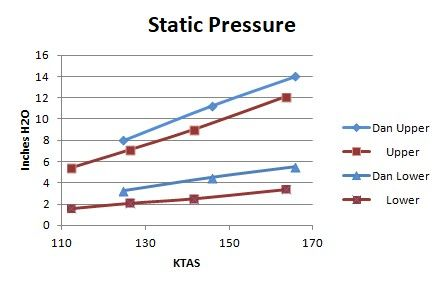 Static Pressure
16
14
12
10
8
6
4
2
0
Inches H2O
110 130 150 170
KTAS
Dan Upper
Upper
Dan Lower
Lower